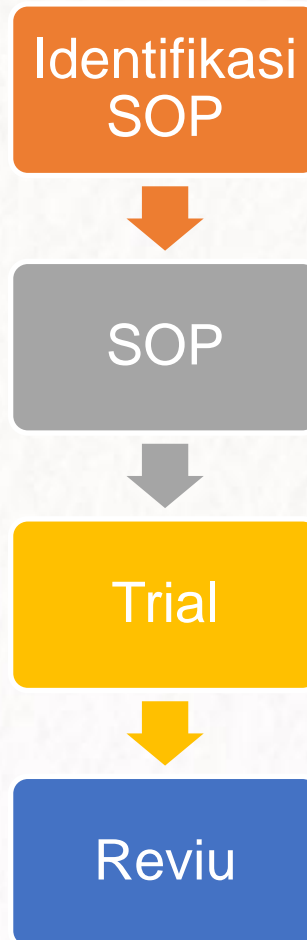 Identifikasi
SOP
SOP
Trial
Reviu